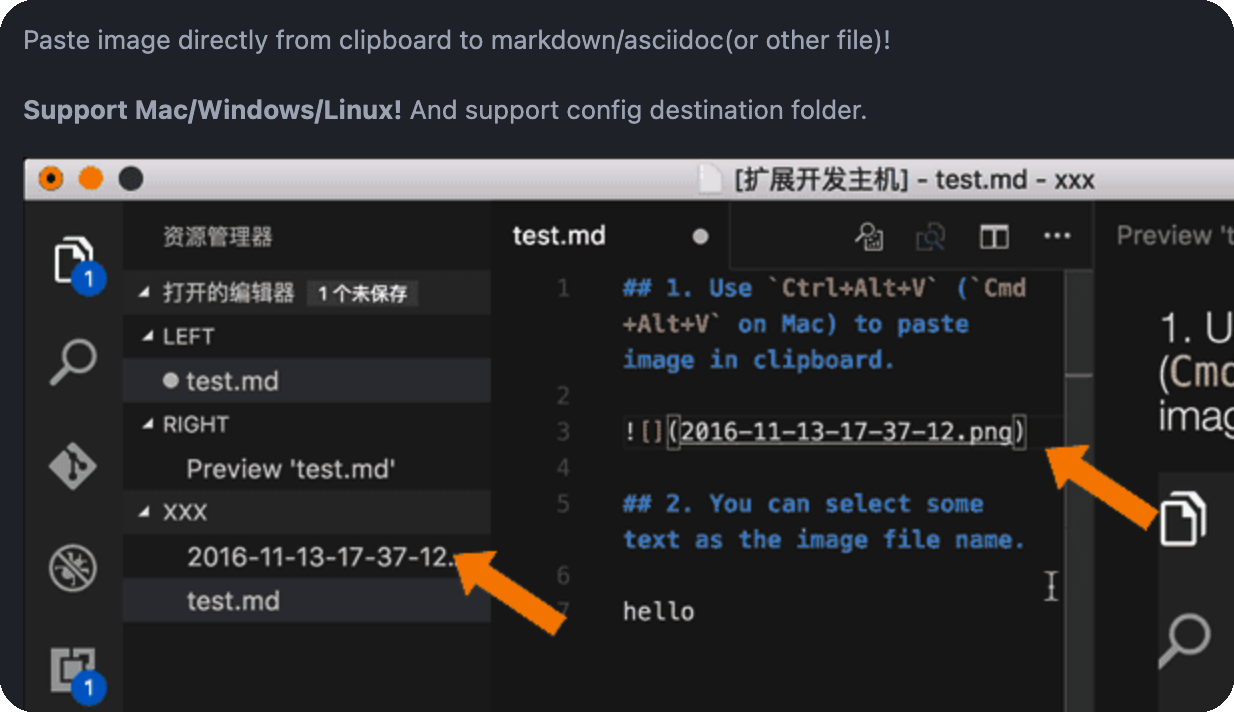 Paste image directly from clipboard to markdown/asciidoc(or other file)!
Support Mac/Windows/Linux! And support config destination folder.
[扩展开发主机] - test.md - xxx
资源管理器
打开的编辑器 1 个未保存
LEFT
test.md
RIGHT
Preview 'test.md'
XXX
2016-11-13-17-37-12.
test.md
1
1
test.md
1 ## 1. Use `Ctrl+Alt+V` (`Cmd
+Alt+V` on Mac) to paste
image in clipboard.
2
3 ![](2016-11-13-17-37-12.png)
4
5 ## 2. You can select some
text as the image file name.
6
7 hello
Preview 't
1. U
(Cmd
imag